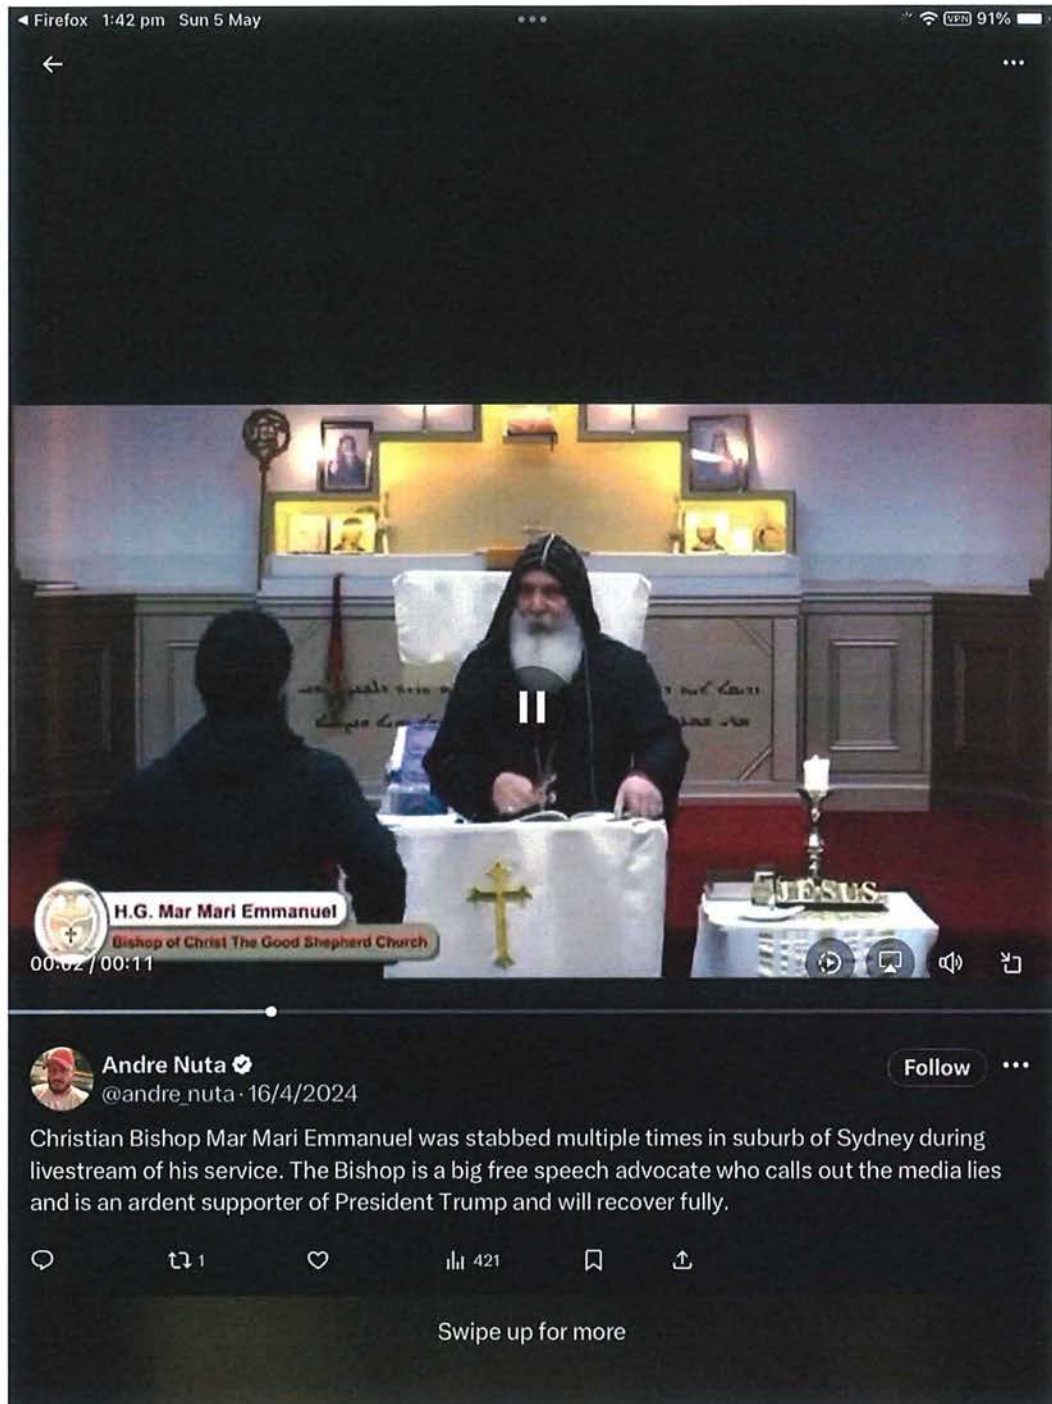 Firefox 1:42 pm Sun 5 May
VPN 91%
H.G. Mar Mari Emmanuel
Bishop of Christ The Good Shepherd Church
JESUS
00:02 / 00:11
Andre Nuta
Follow
@andre_nuta · 16/4/2024
Christian Bishop Mar Mari Emmanuel was stabbed multiple times in suburb of Sydney during
livestream of his service. The Bishop is a big free speech advocate who calls out the media lies
and is an ardent supporter of President Trump and will recover fully.
1
421
Swipe up for more